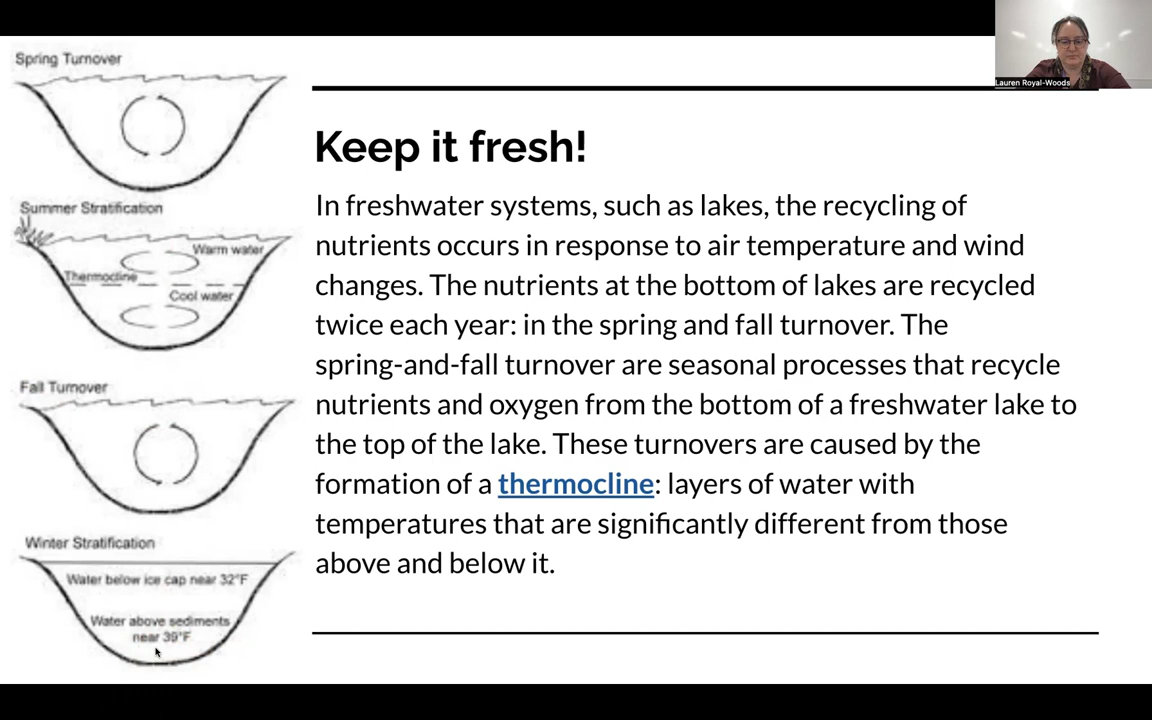 Spring Turnover
Summer Stratification
Warm water
Thermocline
Cool water
Fall Turnover
Winter Stratification
Water below ice cap near 32°F
Water above sediments
near 39°F
Lauren Royal-Woods
Keep it fresh!
In freshwater systems, such as lakes, the recycling of
nutrients occurs in response to air temperature and wind
changes. The nutrients at the bottom of lakes are recycled
twice each year: in the spring and fall turnover. The
spring-and-fall turnover are seasonal processes that recycle
nutrients and oxygen from the bottom of a freshwater lake to
the top of the lake. These turnovers are caused by the
formation of a thermocline: layers of water with
temperatures that are significantly different from those
above and below it.